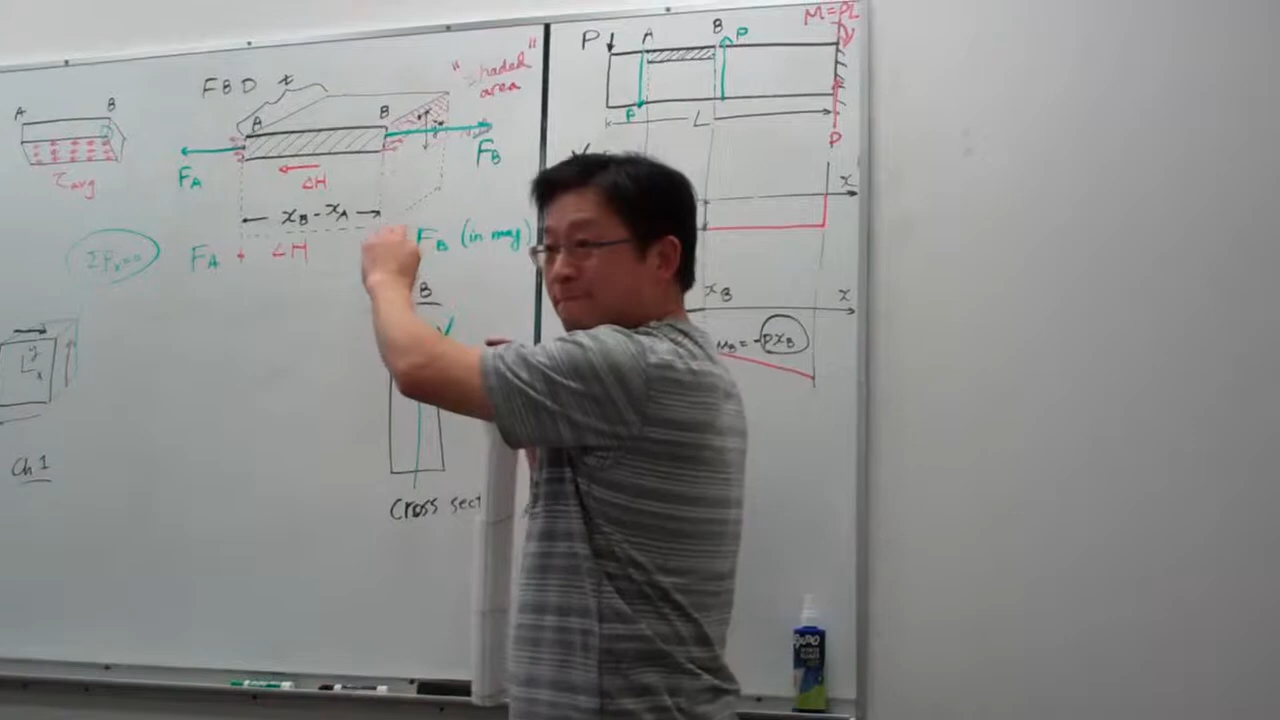 A B
τavg
ΣFx=0
FBD t
A B
"shaded area"
FA FB
ΔH
xB - xA
FA + ΔH FB (in mag)
y
x
Ch 1
B
Cross sect
P A B P M=PL
P L P
x
xB x
MB = -PxB
EXPO